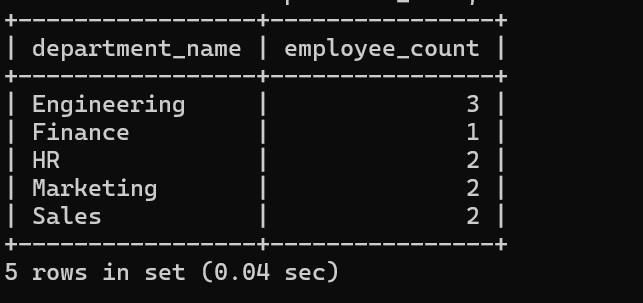 +-----------------+----------------+
| department_name | employee_count |
+-----------------+----------------+
| Engineering     |              3 |
| Finance         |              1 |
| HR              |              2 |
| Marketing       |              2 |
| Sales           |              2 |
+-----------------+----------------+
5 rows in set (0.04 sec)